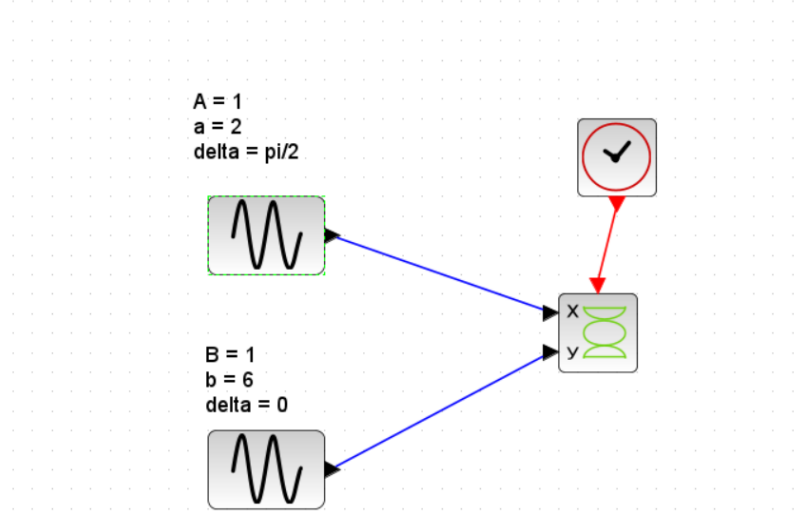 A = 1
a = 2
delta = pi/2
X
y
B = 1
b = 6
delta = 0